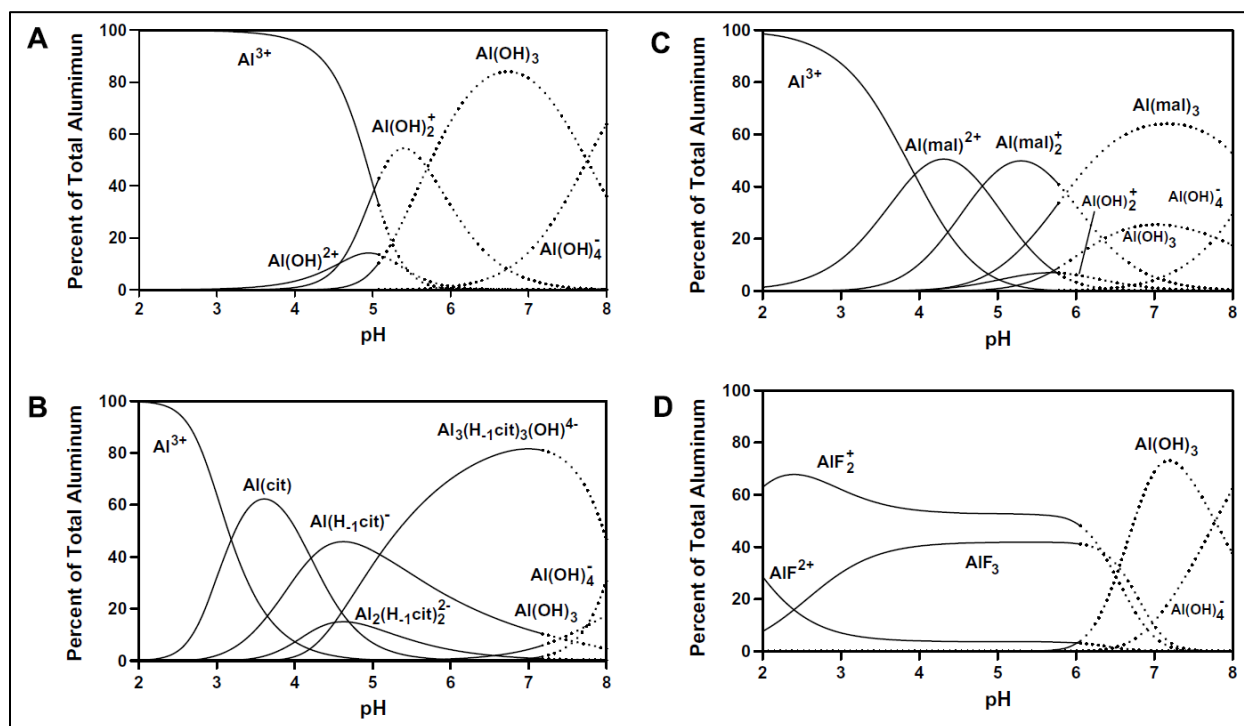 A
Percent of Total Alumimun
100
80
60
40
20
0
Al³⁺
Al(OH)²⁺
Al(OH)₂⁺
Al(OH)₃
Al(OH)₄⁻
2 3 4 5 6 7 8
pH
B
Percent of Total Aluminum
100
80
60
40
20
0
Al³⁺
Al(cit)
Al(H₋₁cit)⁻
Al₂(H₋₁cit)₂²⁻
Al₃(H₋₁cit)₃(OH)⁴⁻
Al(OH)₄⁻
Al(OH)₃
2 3 4 5 6 7 8
pH
C
Percent of Total Aluminum
100
80
60
40
20
0
Al³⁺
Al(mal)²⁺
Al(mal)₂⁺
Al(mal)₃
Al(OH)₂⁺
Al(OH)₄⁻
Al(OH)₃
2 3 4 5 6 7 8
pH
D
Percent of Total Aluminum
100
80
60
40
20
0
AlF₂⁺
AlF²⁺
AlF₃
Al(OH)₃
Al(OH)₄⁻
2 3 4 5 6 7 8
pH